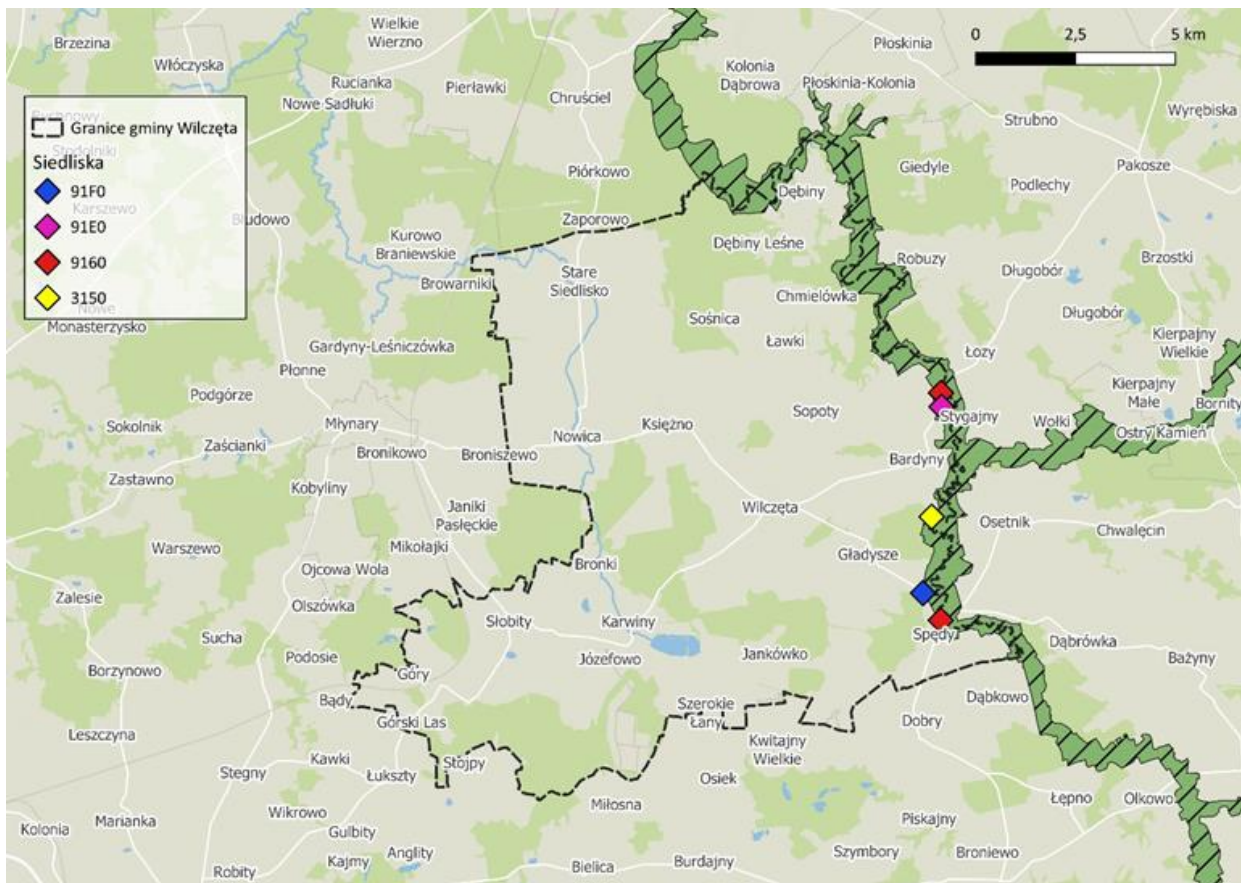 Brzezina
Włóczyska
Wielkie
Wierzno
Rucianka
Pierławki
Nowe Sadłuki
Chruściel
Kolonia
Dąbrowa
Płoskinia
Płoskinia-Kolonia
0 2,5 5 km
Wyrębiska
Strubno
Pakosze
Granice gminy Wilczęta
Siedliska
91F0
91E0
9160
3150
Karszewo
Błudowo
Nowe
Monasterzysko
Piórkowo
Giedyle
Podlechy
Dębiny
Zaporowo
Kurowo
Braniewskie
Browarniki
Stare
Siedlisko
Dębiny Leśne
Robuzy
Długobór
Brzostki
Chmielówka
Sośnica
Ławki
Długobór
Kierpajny
Wielkie
Gardyny-Leśniczówka
Płonne
Łozy
Kierpajny
Małe
Bornity
Podgórze
Sokolnik
Zaścianki
Młynary
Sopoty
Stygajny
Wołki
Ostry Kamień
Nowica
Księżno
Bronikowo
Broniszewo
Bardyny
Zastawno
Kobyliny
Janiki
Pasłęckie
Wilczęta
Osetnik
Chwalęcin
Warszewo
Mikołajki
Gładysze
Ojcowa Wola
Bronki
Zalesie
Olszówka
Słobity
Karwiny
Spędy
Dąbrówka
Sucha
Podosie
Józefowo
Jankówko
Bażyny
Borzynowo
Góry
Bądy
Dąbkowo
Szerokie
Łany
Górski Las
Dobry
Leszczyna
Kwitajny
Wielkie
Kawki
Stojpy
Stegny
Łukszty
Osiek
Łępno
Olkowo
Wikrowo
Miłosna
Kolonia
Marianka
Gulbity
Piskajny
Anglity
Szymbory
Broniewo
Robity
Kajmy
Bielica
Burdajny